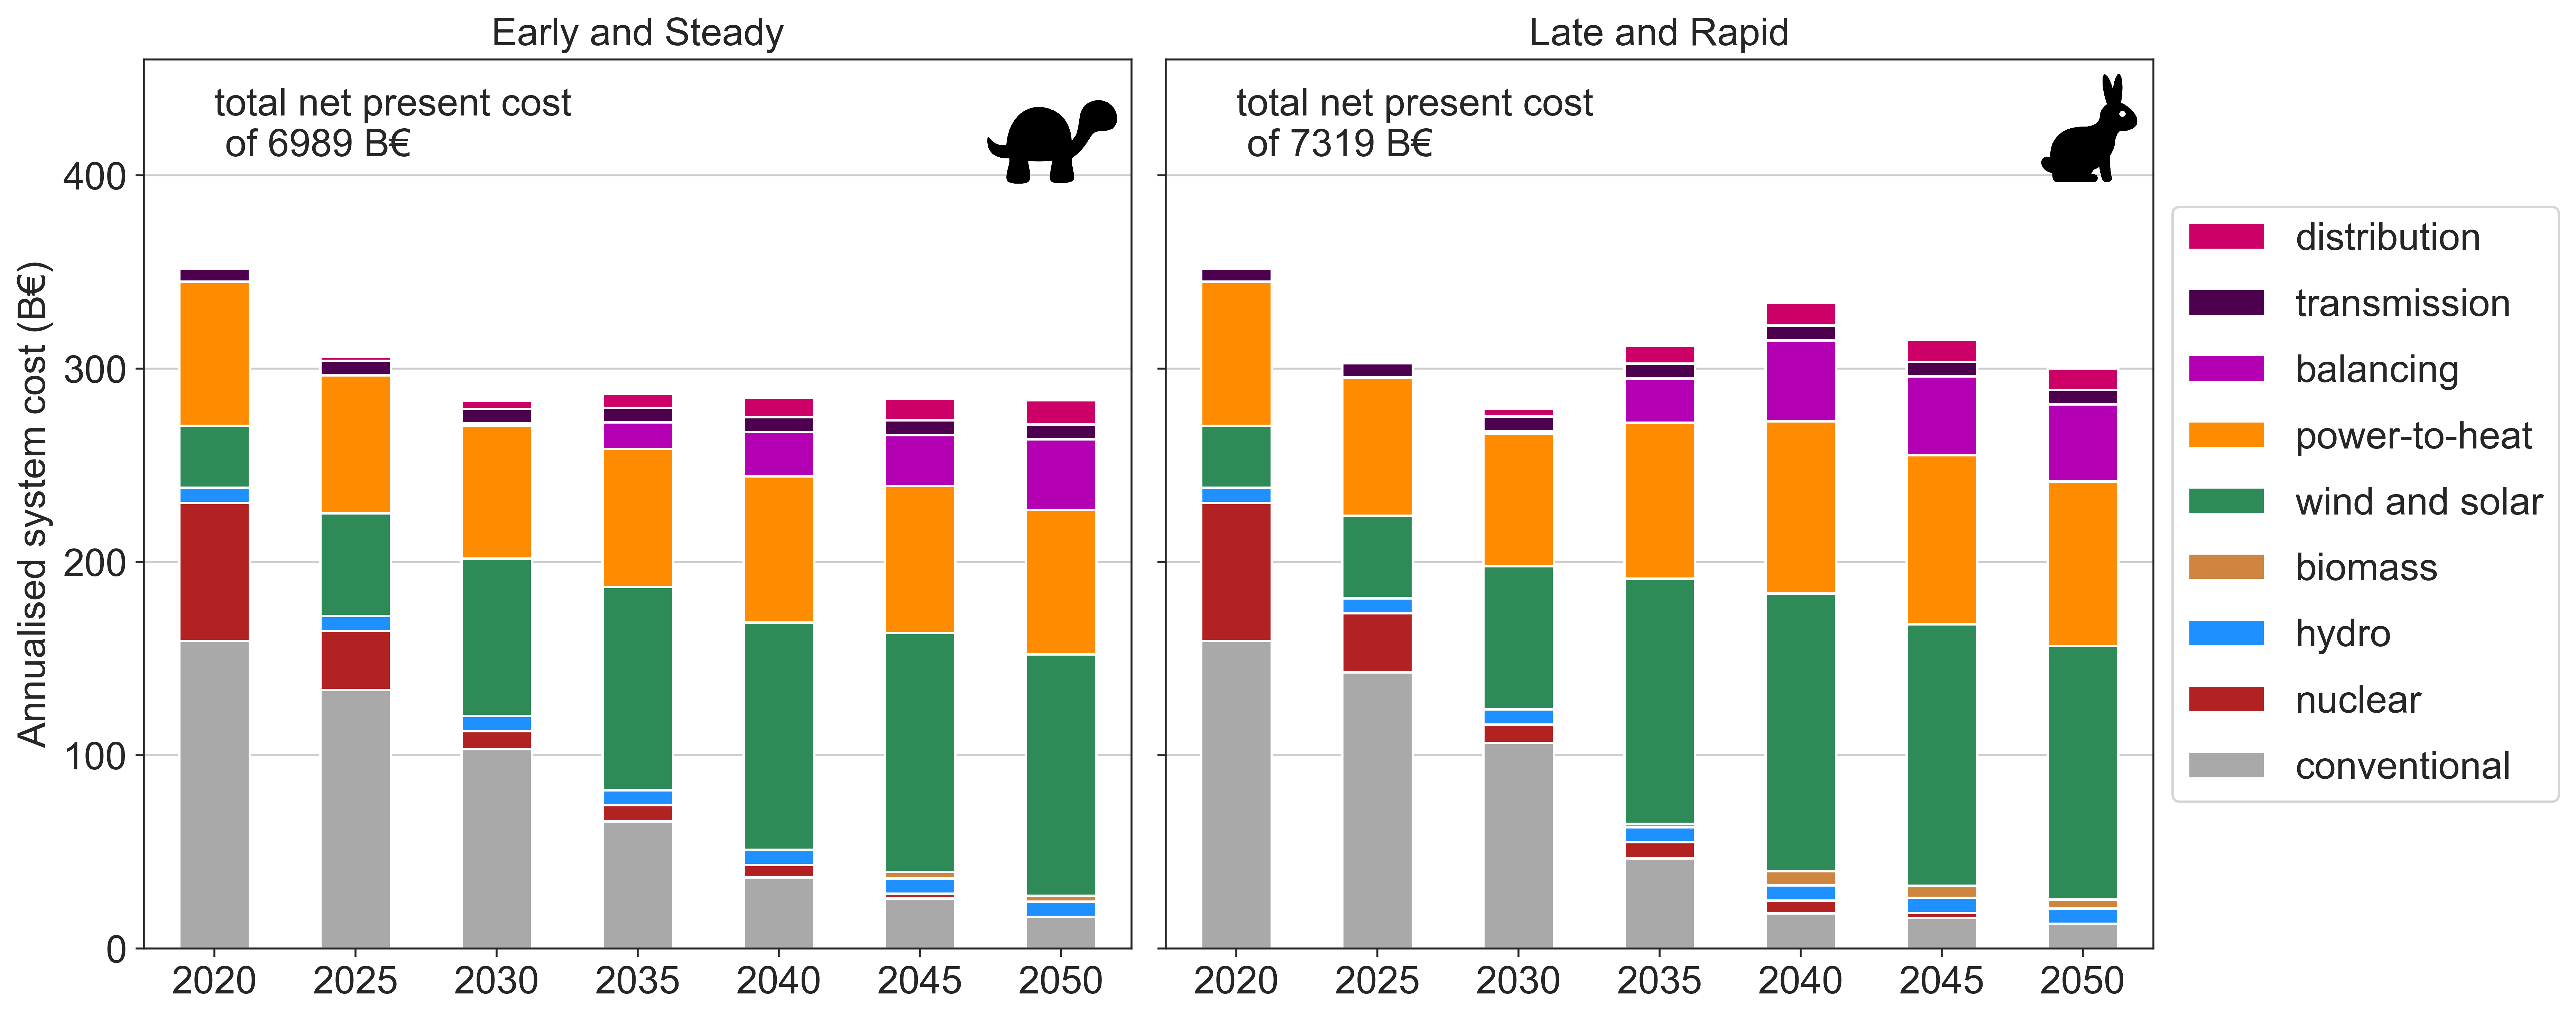 Early and Steady
total net present cost
of 6989 B€
Annualised system cost (B€)
400
300
200
100
0
2020 2025 2030 2035 2040 2045 2050
Late and Rapid
total net present cost
of 7319 B€
2020 2025 2030 2035 2040 2045 2050
distribution
transmission
balancing
power-to-heat
wind and solar
biomass
hydro
nuclear
conventional